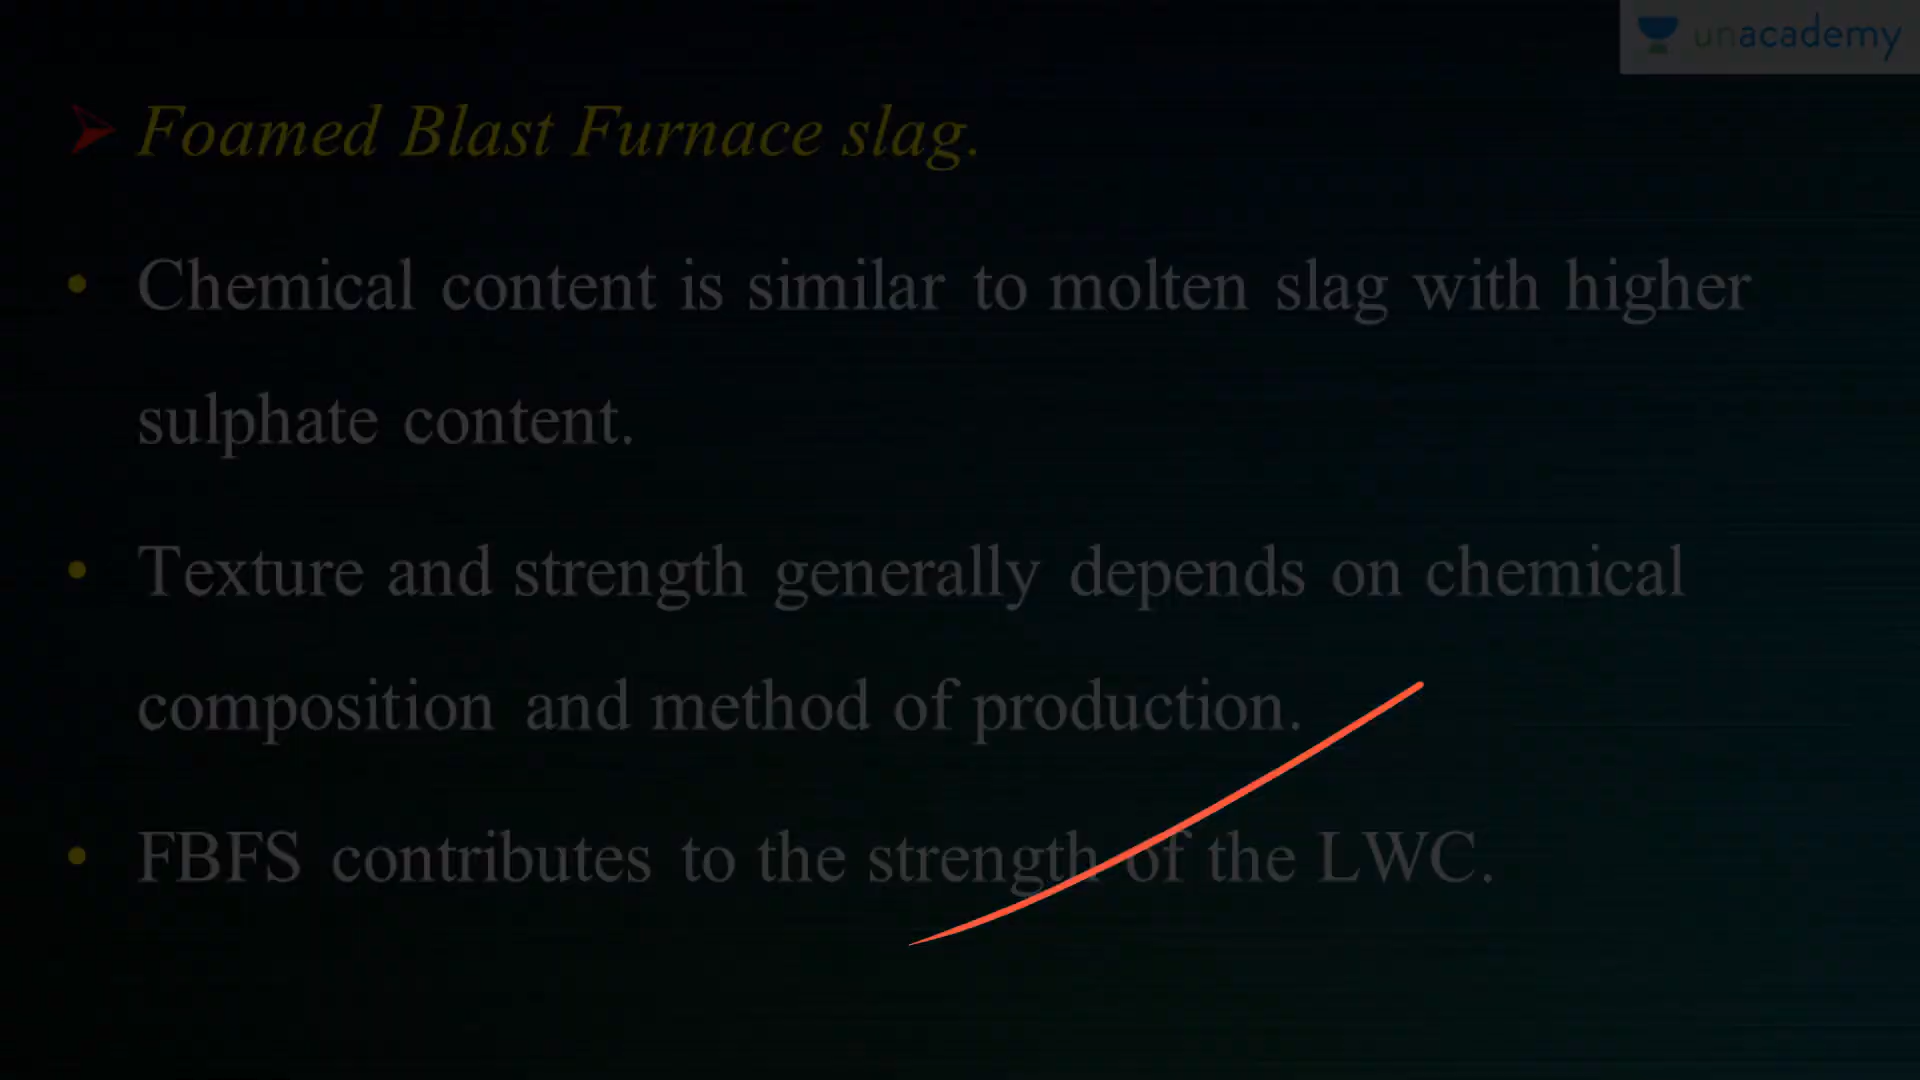 unacademy
Foamed Blast Furnace slag.
Chemical content is similar to molten slag with higher
sulphate content.
Texture and strength generally depends on chemical
composition and method of production.
FBFS contributes to the strength of the LWC.